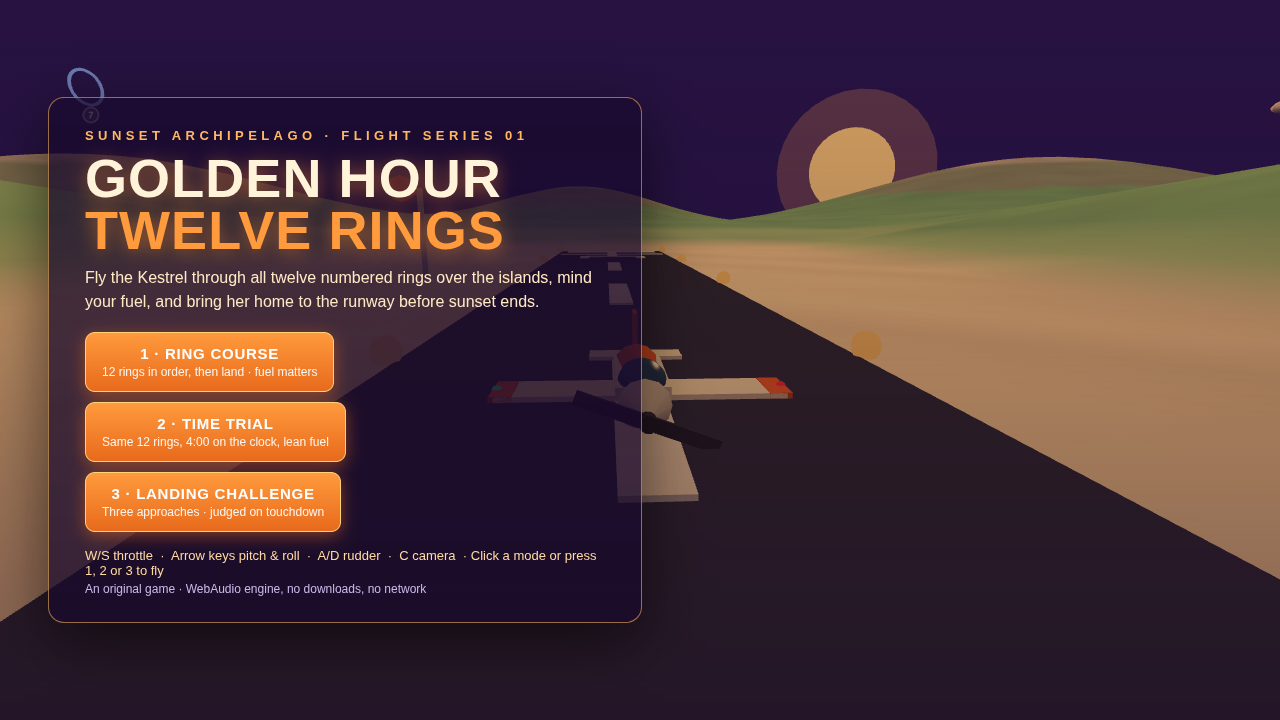 7
SUNSET ARCHIPELAGO · FLIGHT SERIES 01
GOLDEN HOUR
TWELVE RINGS
Fly the Kestrel through all twelve numbered rings over the islands, mind
your fuel, and bring her home to the runway before sunset ends.
1 · RING COURSE
12 rings in order, then land · fuel matters
2 · TIME TRIAL
Same 12 rings, 4:00 on the clock, lean fuel
3 · LANDING CHALLENGE
Three approaches · judged on touchdown
W/S throttle · Arrow keys pitch & roll · A/D rudder · C camera · Click a mode or press
1, 2 or 3 to fly
An original game · WebAudio engine, no downloads, no network